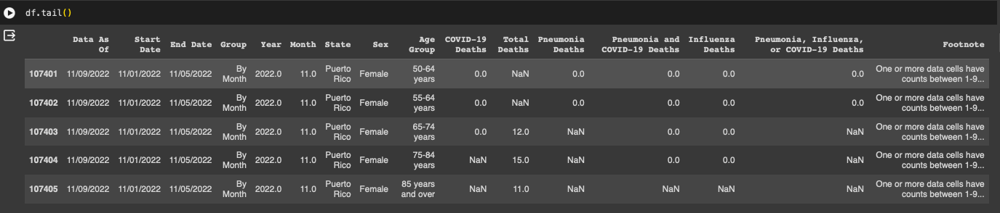 df.tail()
Data As Of Start Date End Date Group Year Month State Sex Age Group COVID-19 Deaths Total Deaths Pneumonia Deaths Pneumonia and COVID-19 Deaths Influenza Deaths Pneumonia, Influenza, or COVID-19 Deaths Footnote
107401 11/09/2022 11/01/2022 11/05/2022 By Month 2022.0 11.0 Puerto Rico Female 50-64 years 0.0 NaN 0.0 0.0 0.0 0.0 One or more data cells have counts between 1-9...
107402 11/09/2022 11/01/2022 11/05/2022 By Month 2022.0 11.0 Puerto Rico Female 55-64 years 0.0 NaN 0.0 0.0 0.0 0.0 One or more data cells have counts between 1-9...
107403 11/09/2022 11/01/2022 11/05/2022 By Month 2022.0 11.0 Puerto Rico Female 65-74 years 0.0 12.0 NaN 0.0 0.0 NaN One or more data cells have counts between 1-9...
107404 11/09/2022 11/01/2022 11/05/2022 By Month 2022.0 11.0 Puerto Rico Female 75-84 years NaN 15.0 NaN 0.0 0.0 NaN One or more data cells have counts between 1-9...
107405 11/09/2022 11/01/2022 11/05/2022 By Month 2022.0 11.0 Puerto Rico Female 85 years and over NaN 11.0 NaN NaN NaN NaN One or more data cells have counts between 1-9...